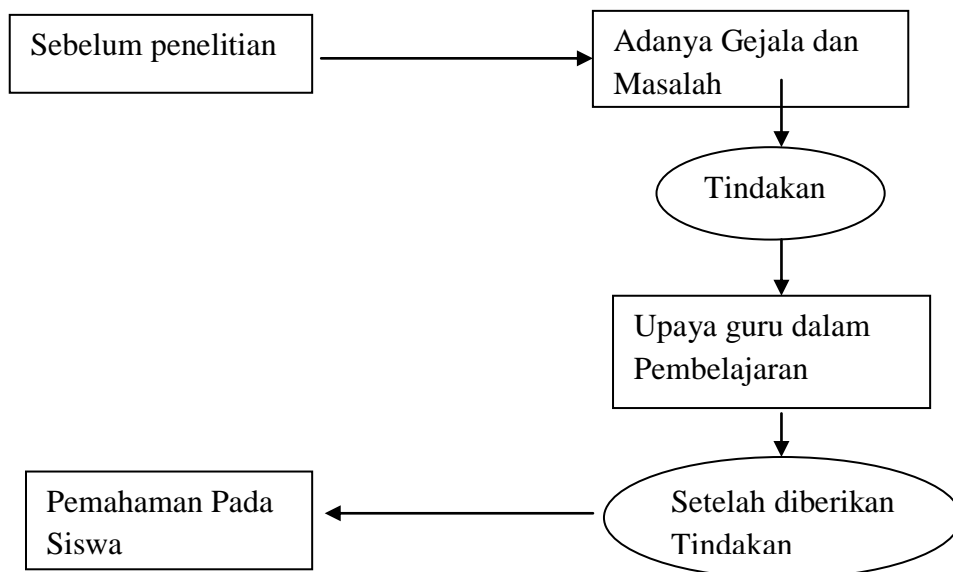 Sebelum penelitian
Adanya Gejala dan
Masalah
Tindakan
Upaya guru dalam
Pembelajaran
Setelah diberikan
Tindakan
Pemahaman Pada
Siswa